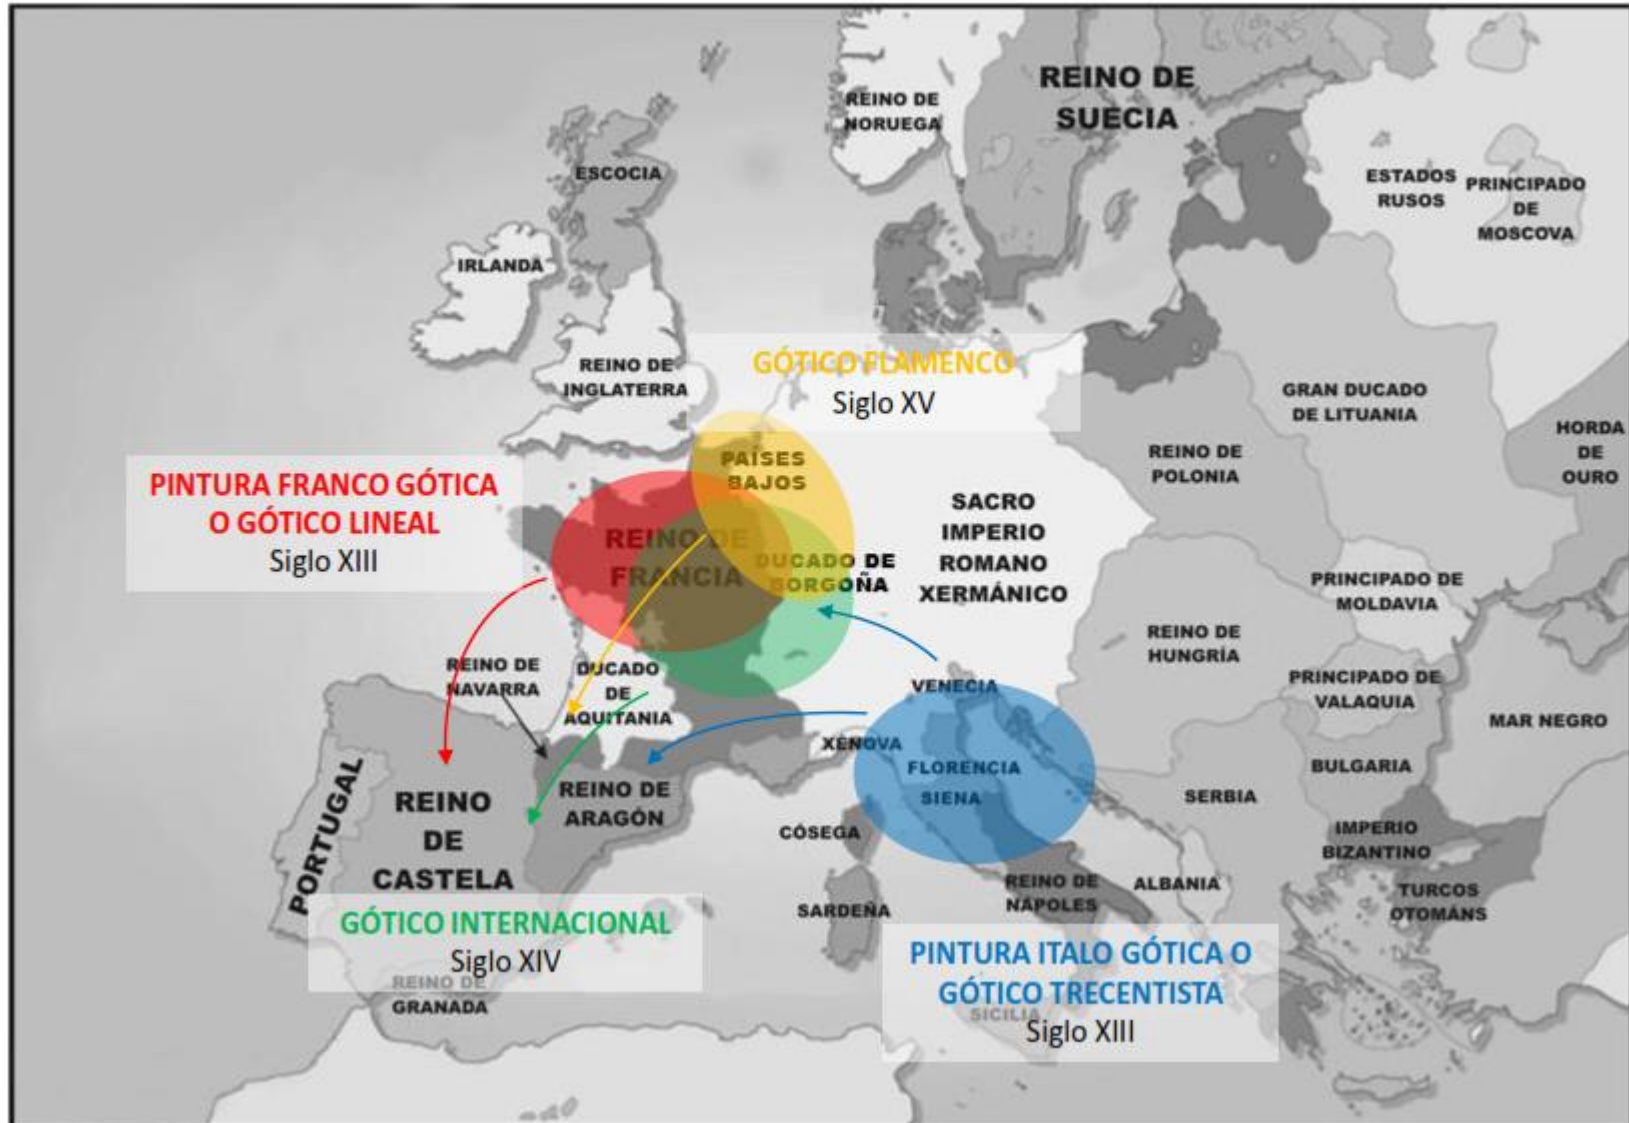 REINO DE
SUECIA
REINO DE
NORUEGA
ESCOCIA
ESTADOS
RUSOS
PRINCIPADO
DE
MOSCOVA
IRLANDA
REINO DE
INGLATERRA
GÓTICO FLAMENCO
Siglo XV
GRAN DUCADO
DE LITUANIA
HORDA
DE
OURO
REINO DE
POLONIA
PAÍSES
BAJOS
PINTURA FRANCO GÓTICA
O GÓTICO LINEAL
Siglo XIII
SACRO
IMPERIO
ROMANO
XERMÁNICO
REINO DE
FRANCIA
DUCADO DE
BORGOÑA
PRINCIPADO DE
MOLDAVIA
REINO DE
HUNGRÍA
REINO DE
NAVARRA
DUCADO
DE
AQUITANIA
VENECIA
PRINCIPADO DE
VALAQUIA
MAR NEGRO
XÉNOVA
FLORENCIA
SIENA
BULGARIA
SERBIA
PORTUGAL
REINO
DE
CASTELA
REINO DE
ARAGÓN
CÓSEGA
IMPERIO
BIZANTINO
REINO DE
NÁPOLES
ALBANIA
TURCOS
OTOMÁNS
SARDEÑA
GÓTICO INTERNACIONAL
Siglo XIV
REINO DE
GRANADA
PINTURA ITALO GÓTICA O
GÓTICO TRECENTISTA
SICILIA
Siglo XIII